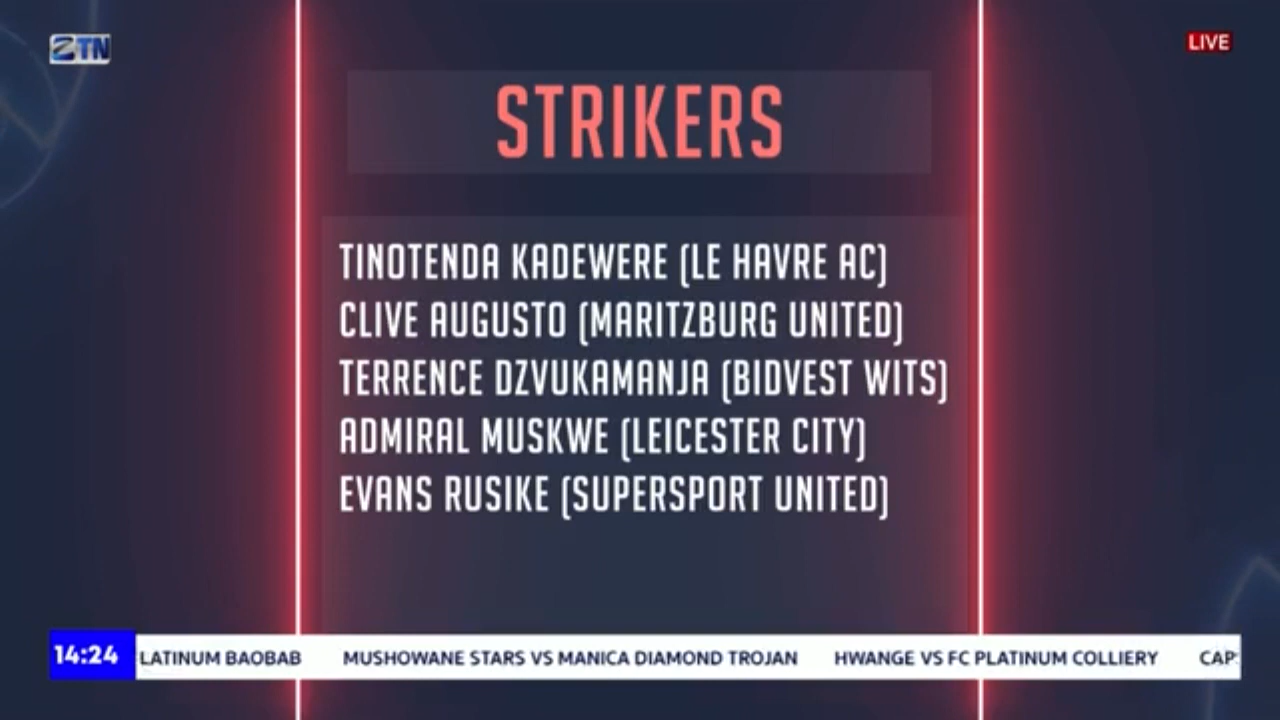 ZTN
LIVE
STRIKERS
TINOTENDA KADEWERE (LE HAVRE AC)
CLIVE AUGUSTO (MARITZBURG UNITED)
TERRENCE DZVUKAMANJA (BIDVEST WITS)
ADMIRAL MUSKWE (LEICESTER CITY)
EVANS RUSIKE (SUPERSPORT UNITED)
14:24 LATINUM BAOBAB MUSHOWANE STARS VS MANICA DIAMOND TROJAN HWANGE VS FC PLATINUM COLLIERY CAP